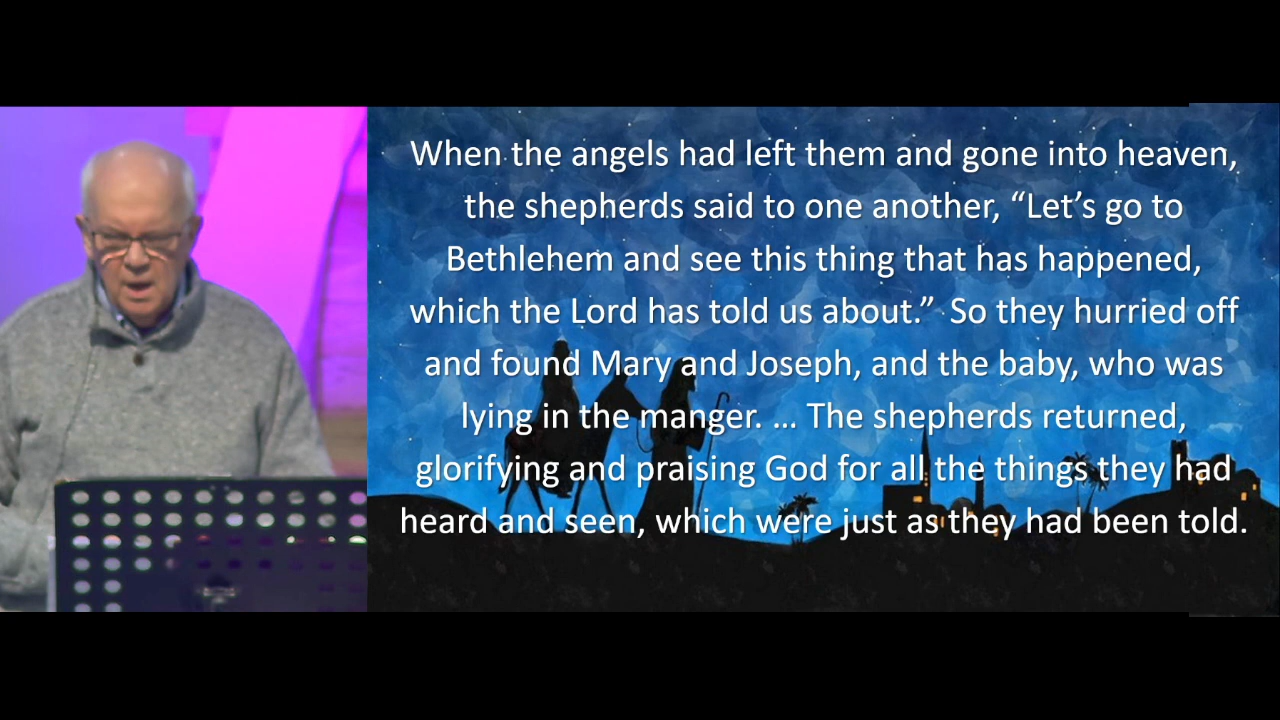 When the angels had left them and gone into heaven,
the shepherds said to one another, “Let’s go to
Bethlehem and see this thing that has happened,
which the Lord has told us about.” So they hurried off
and found Mary and Joseph, and the baby, who was
lying in the manger. ... The shepherds returned,
glorifying and praising God for all the things they had
heard and seen, which were just as they had been told.